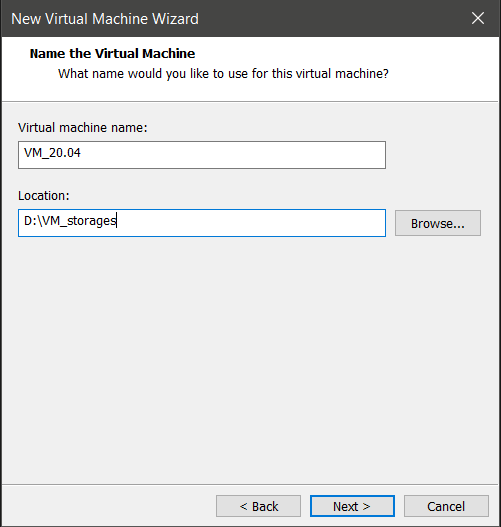 New Virtual Machine Wizard
Name the Virtual Machine
What name would you like to use for this virtual machine?
Virtual machine name:
VM_20.04
Location:
D:\VM_storages
Browse...
< Back
Next >
Cancel